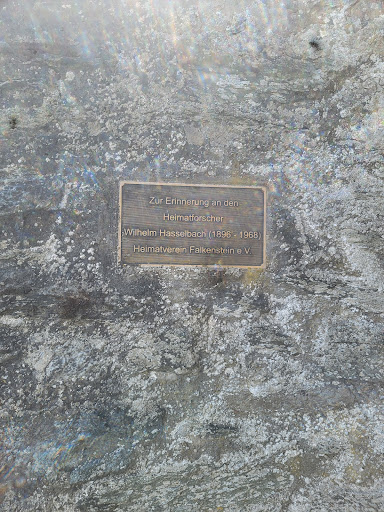 Zur Erinnerung an den
Heimatforscher
Wilhelm Hasselbach (1896 - 1968)
Heimatverein Falkenstein e.V.